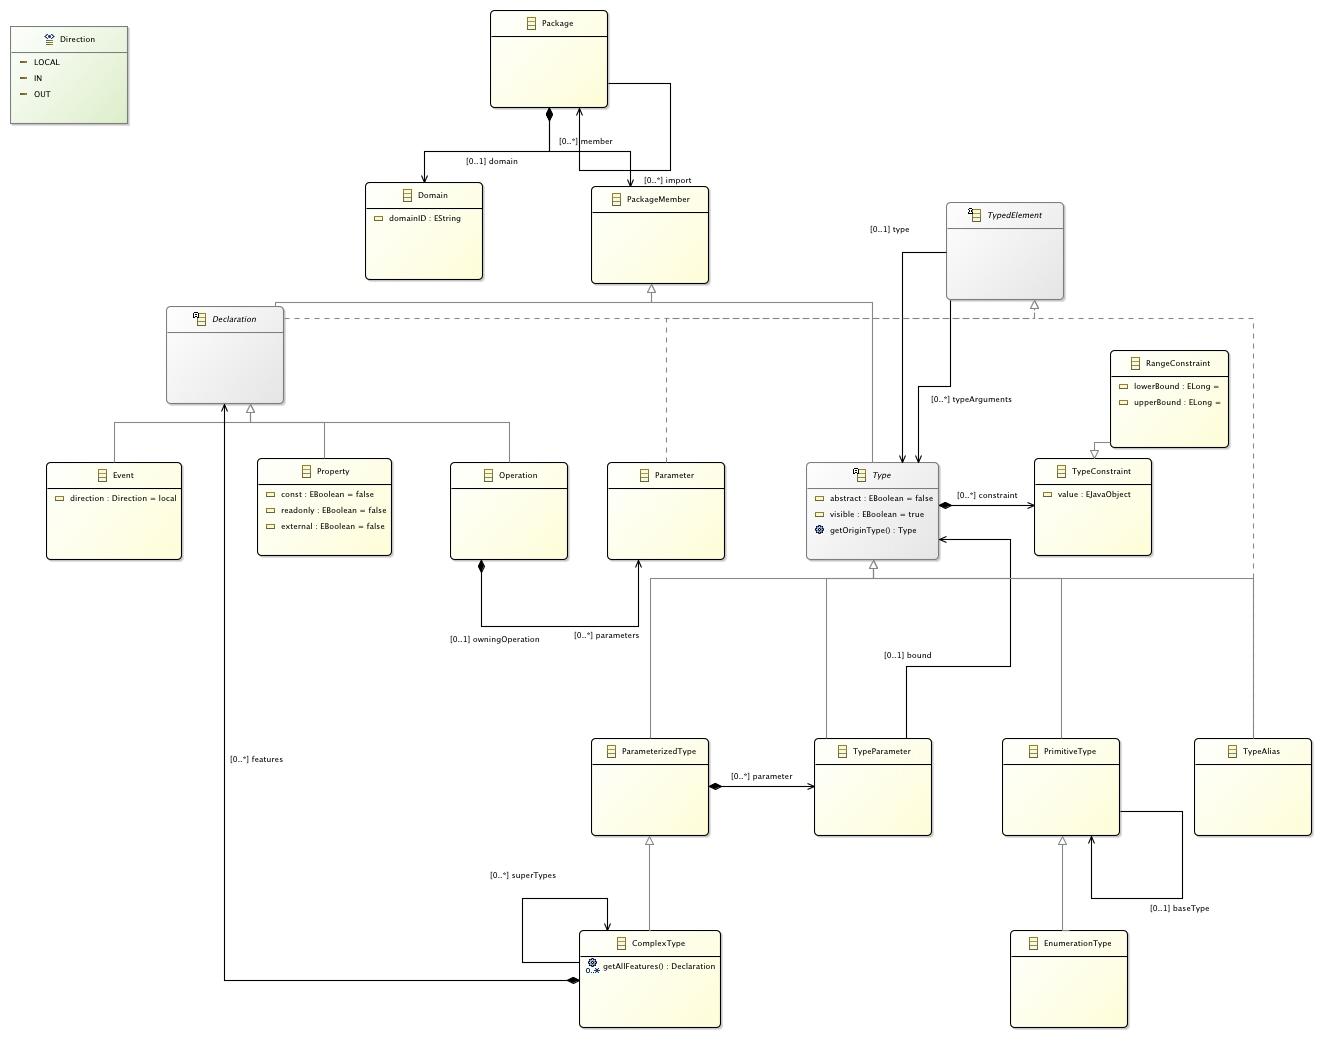 Package
Direction
LOCAL
IN
OUT
[0..*] member
[0..1] domain
[0..*] import
Domain
domainID : EString
PackageMember
TypedElement
[0..1] type
Declaration
RangeConstraint
lowerBound : ELong =
upperBound : ELong =
[0..*] typeArguments
Event
direction : Direction = local
Property
const : EBoolean = false
readonly : EBoolean = false
external : EBoolean = false
Operation
Parameter
Type
abstract : EBoolean = false
visible : EBoolean = true
getOriginType() : Type
[0..*] constraint
TypeConstraint
value : EJavaObject
[0..1] owningOperation
[0..*] parameters
[0..1] bound
[0..*] features
ParameterizedType
[0..*] parameter
TypeParameter
PrimitiveType
TypeAlias
[0..*] superTypes
[0..1] baseType
ComplexType
0..* getAllFeatures() : Declaration
EnumerationType